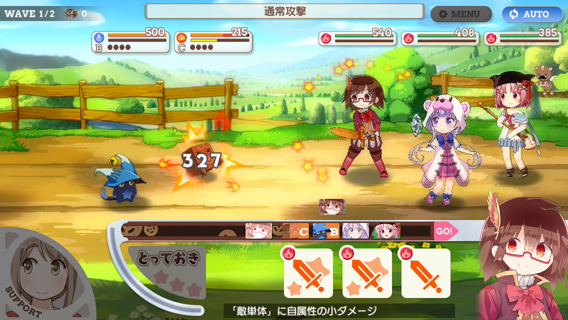 WAVE 1/2 0
通常攻撃
MENU
AUTO
500
B
215
C
540
408
385
327
C B GO!
SUPPORT
とっておき
「敵単体」に自属性の小ダメージ